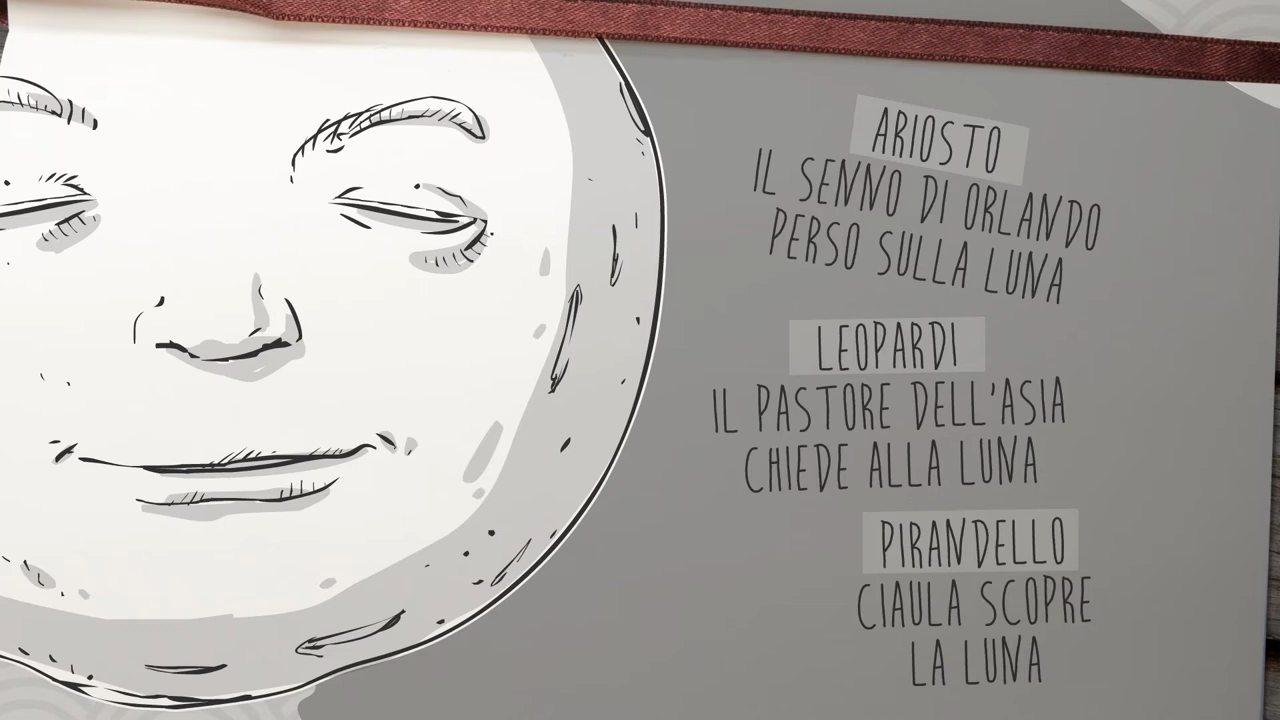 ARIOSTO
IL SENNO DI ORLANDO
PERSO SULLA LUNA
LEOPARDI
IL PASTORE DELL'ASIA
CHIEDE ALLA LUNA
PIRANDELLO
CIAULA SCOPRE
LA LUNA